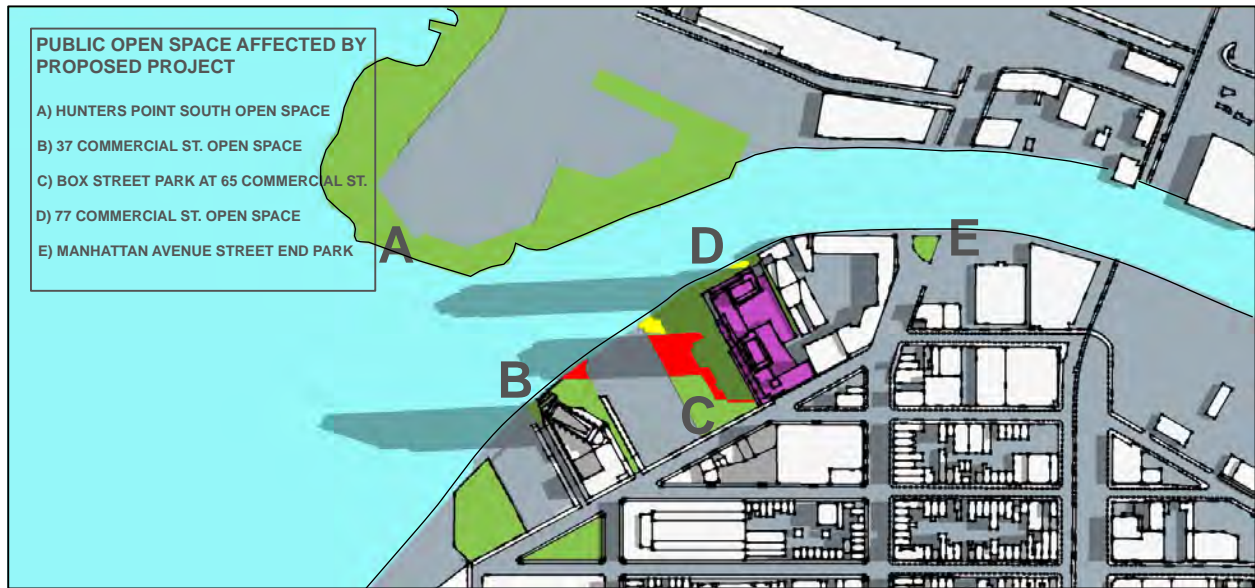 PUBLIC OPEN SPACE AFFECTED BY
PROPOSED PROJECT
A) HUNTERS POINT SOUTH OPEN SPACE
B) 37 COMMERCIAL ST. OPEN SPACE
C) BOX STREET PARK AT 65 COMMERCIAL ST.
D) 77 COMMERCIAL ST. OPEN SPACE
E) MANHATTAN AVENUE STREET END PARK
A
D
E
B
C